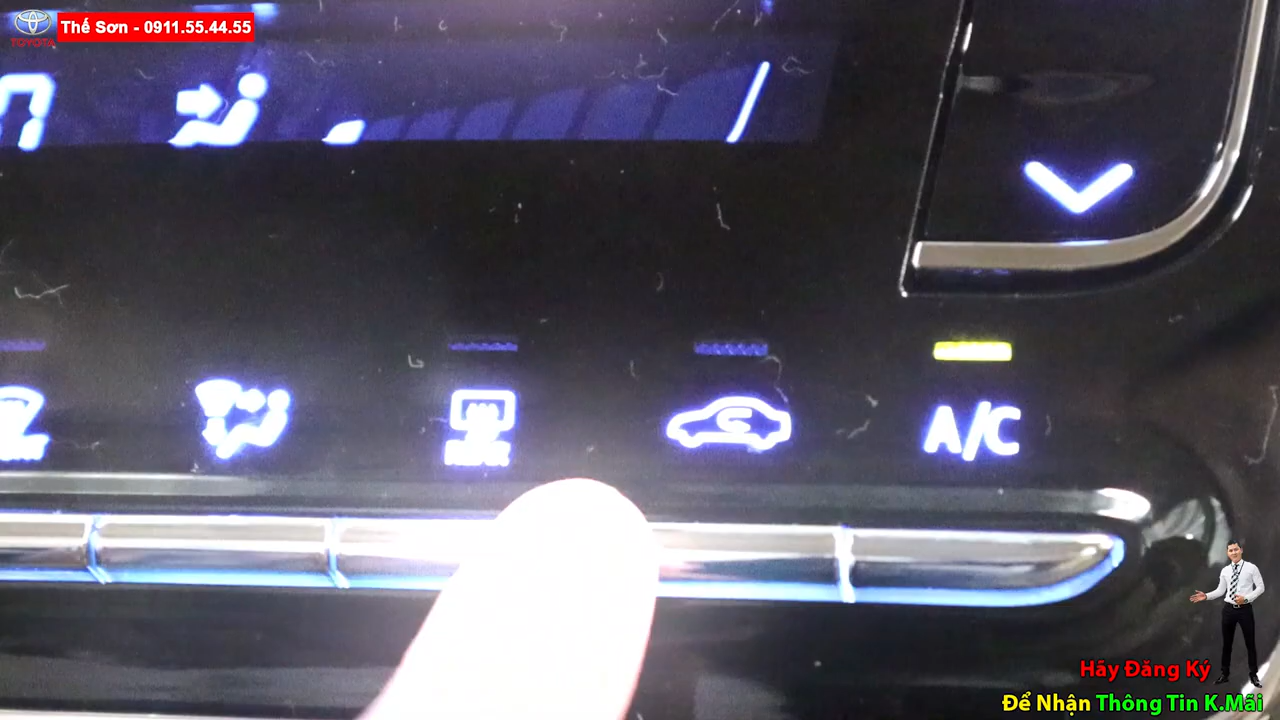 Thế Sơn - 0911.55.44.55
TOYOTA
A/C
Hãy Đăng Ký
Để Nhận Thông Tin K.Mãi